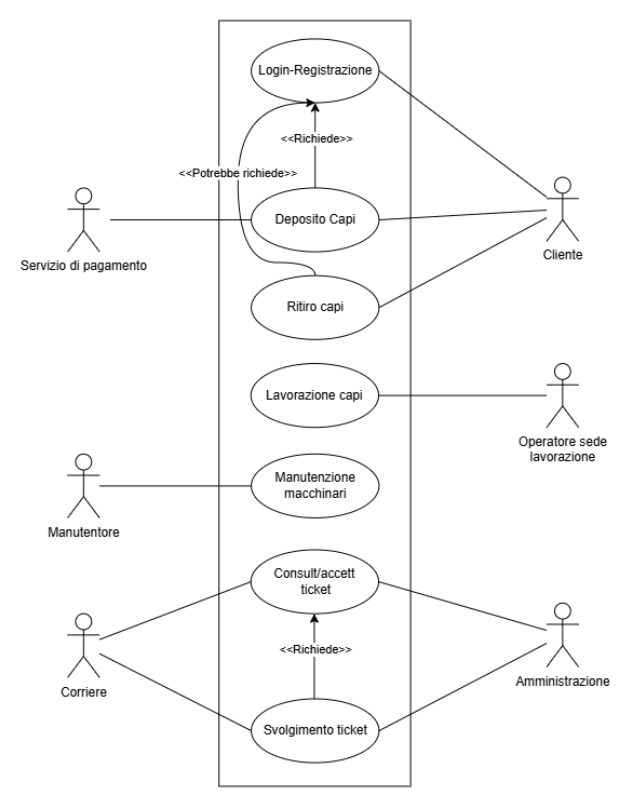 Login-Registrazione
<<Richiede>>
<<Potrebbe richiede>>
Deposito Capi
Servizio di pagamento
Cliente
Ritiro capi
Lavorazione capi
Operatore sede
lavorazione
Manutenzione
macchinari
Manutentore
Consult/accett
ticket
<<Richiede>>
Corriere
Amministrazione
Svolgimento ticket